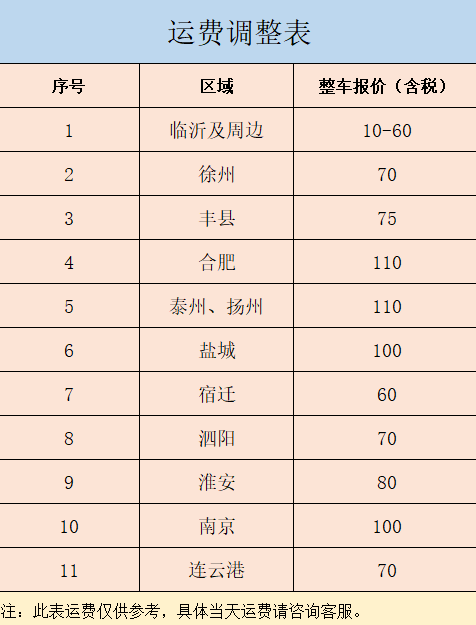 运费调整表
序号 区域 整车报价（含税）
1 临沂及周边 10-60
2 徐州 70
3 丰县 75
4 合肥 110
5 泰州、扬州 110
6 盐城 100
7 宿迁 60
8 泗阳 70
9 淮安 80
10 南京 100
11 连云港 70
注：此表运费仅供参考，具体当天运费请咨询客服。